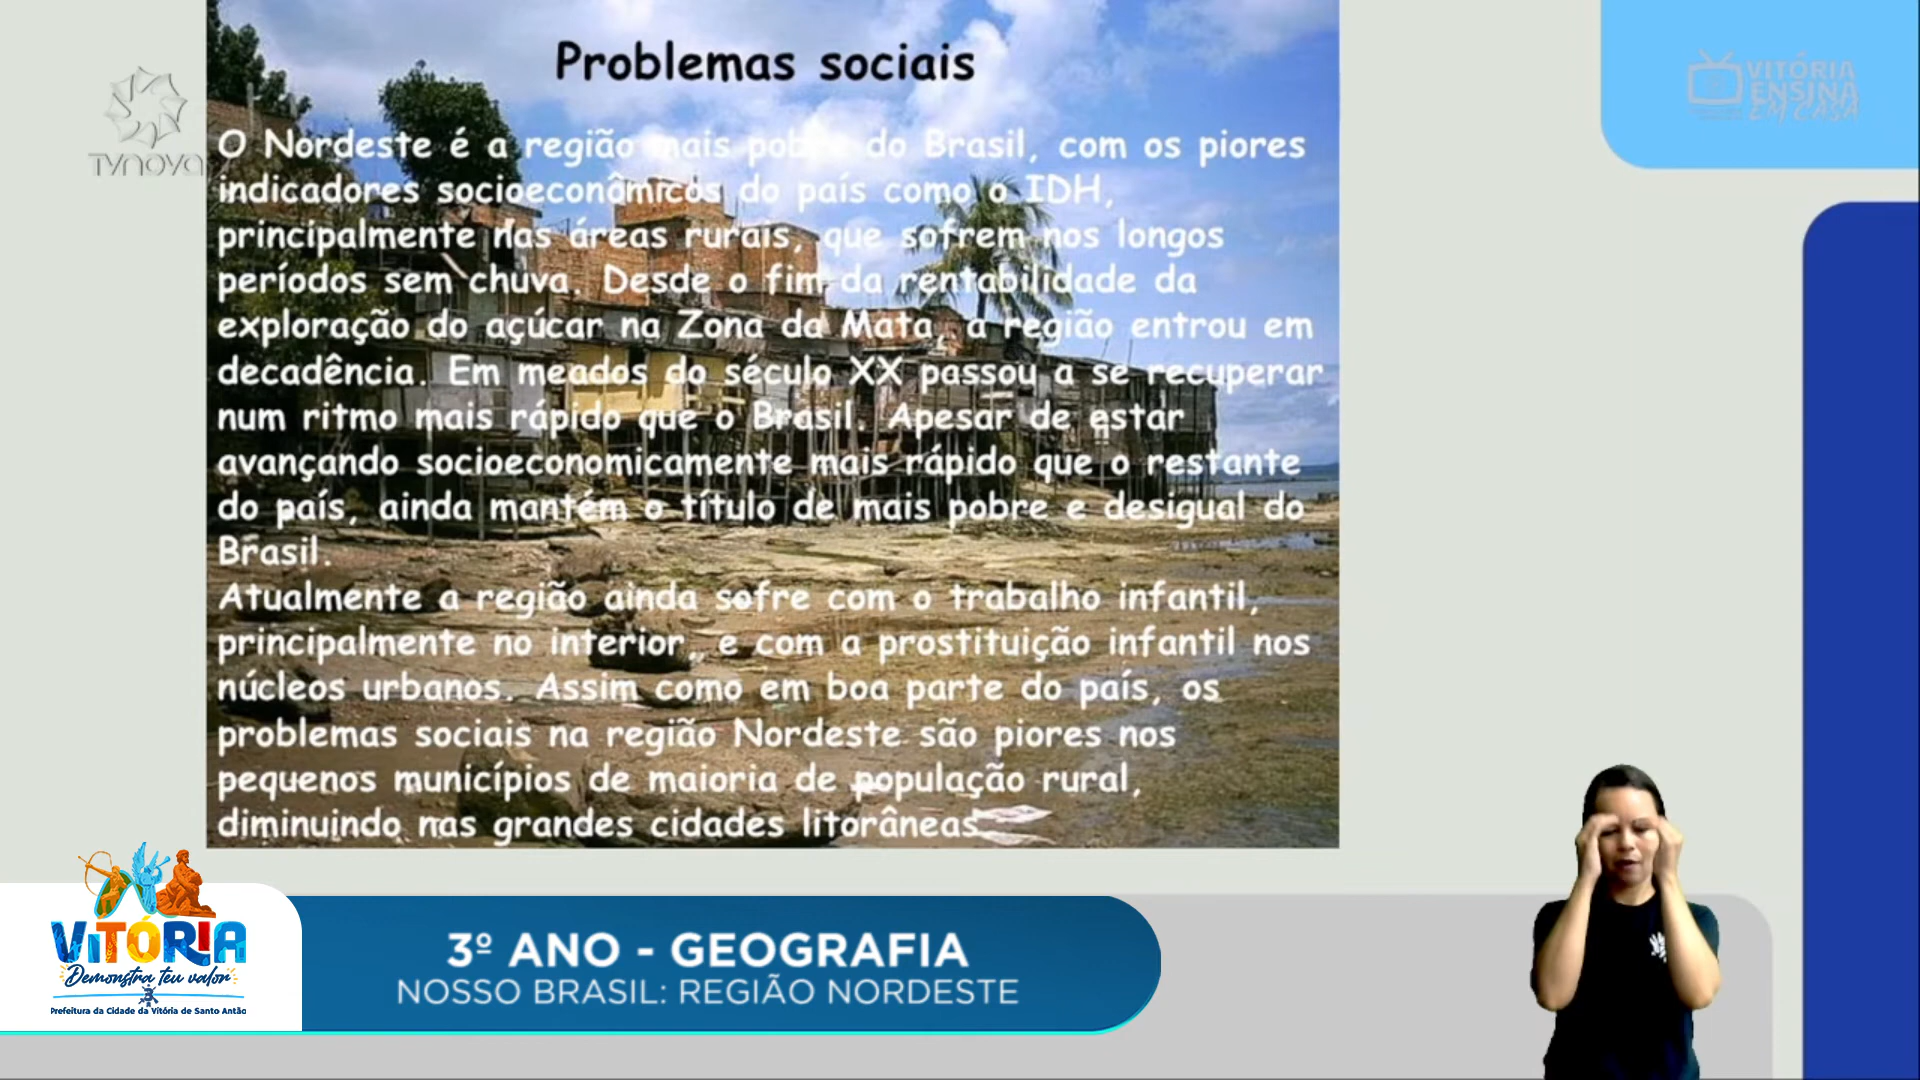 Problemas sociais
O Nordeste é a região mais pobre do Brasil, com os piores
indicadores socioeconômicos do país como o IDH,
principalmente nas áreas rurais, que sofrem nos longos
períodos sem chuva. Desde o fim da rentabilidade da
exploração do açúcar na Zona da Mata, a região entrou em
decadência. Em meados do século XX passou a se recuperar
num ritmo mais rápido que o Brasil. Apesar de estar
avançando socioeconomicamente mais rápido que o restante
do país, ainda mantém o título de mais pobre e desigual do
Brasil.
Atualmente a região ainda sofre com o trabalho infantil,
principalmente no interior, e com a prostituição infantil nos
núcleos urbanos. Assim como em boa parte do país, os
problemas sociais na região Nordeste são piores nos
pequenos municípios de maioria de população rural,
diminuindo nas grandes cidades litorâneas.
TVNOVA
VITÓRIA
ENSINA
EM CASA
VITÓRIA
Demonstra teu valor
Prefeitura da Cidade da Vitória de Santo Antão
3º ANO - GEOGRAFIA
NOSSO BRASIL: REGIÃO NORDESTE